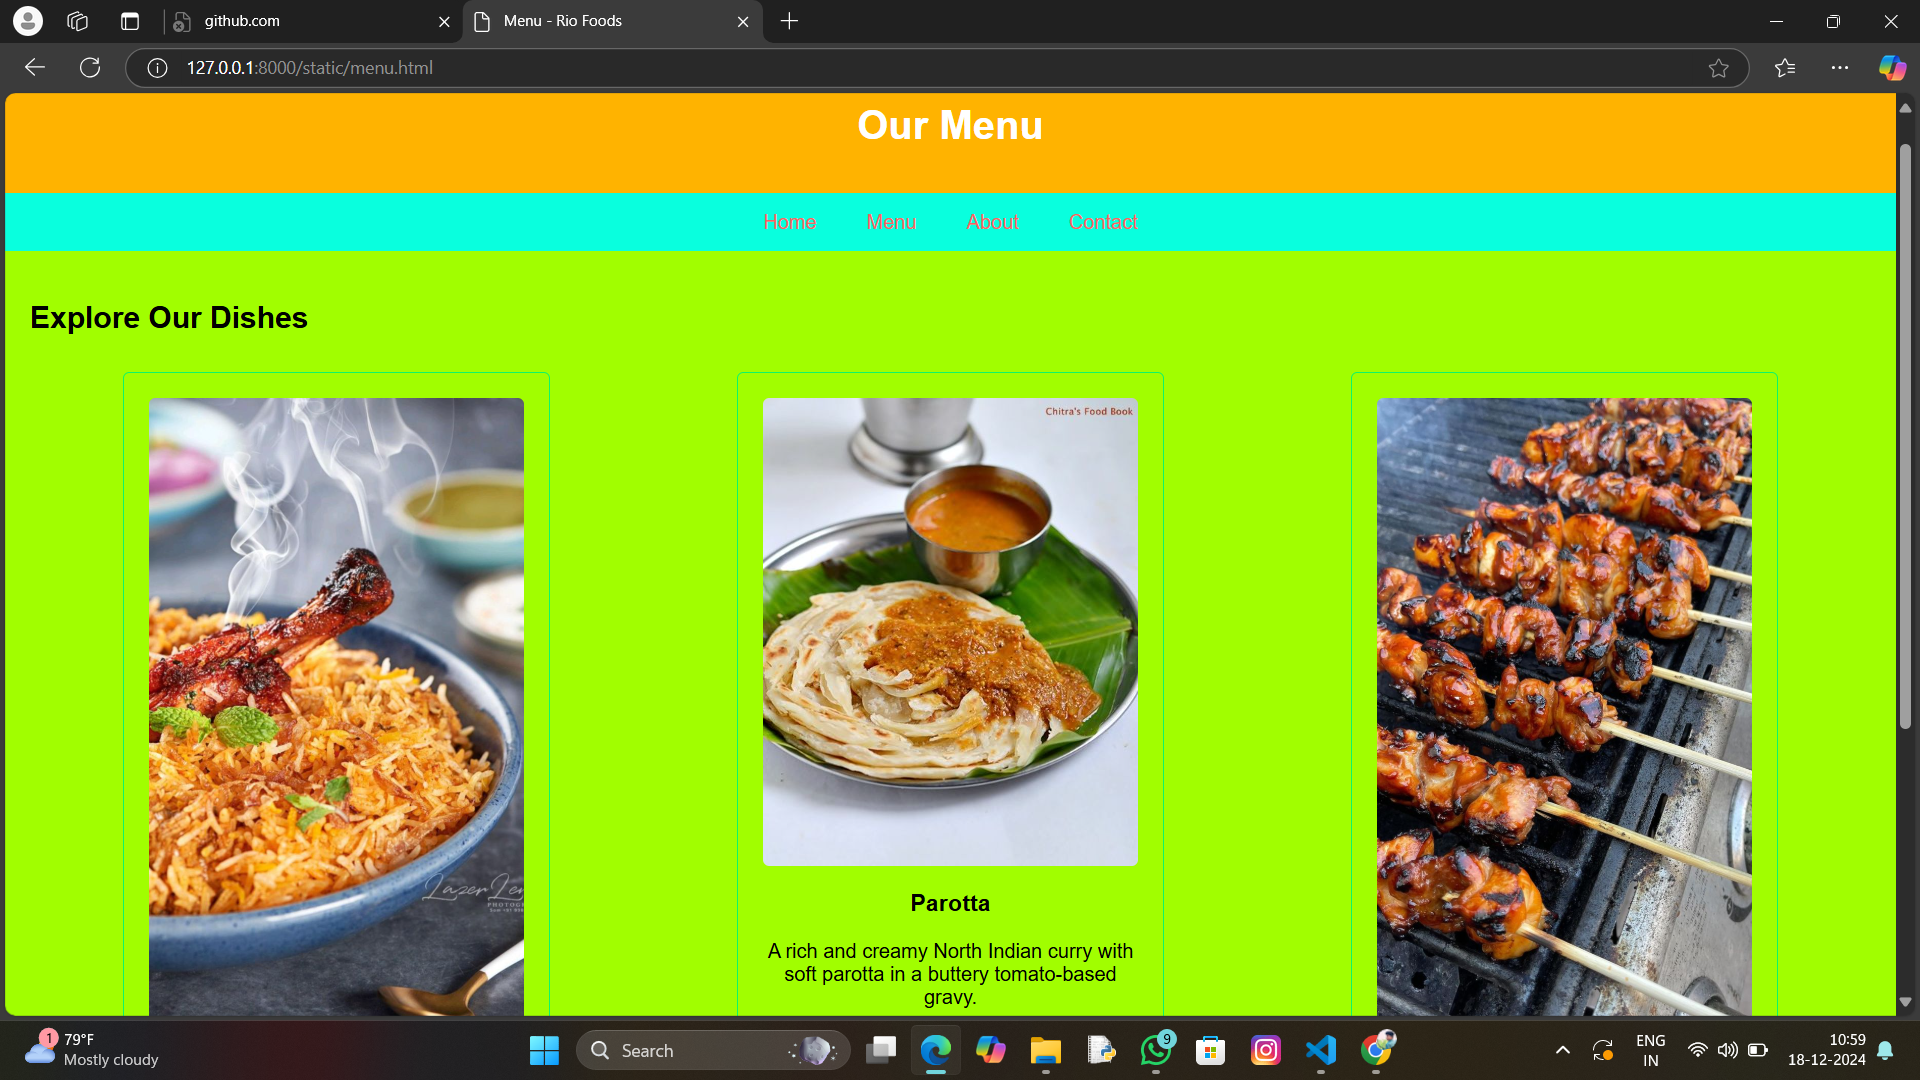 github.com
Menu - Rio Foods
127.0.0.1:8000/static/menu.html
Our Menu
Home Menu About Contact
Explore Our Dishes
Chitra's Food Book
Parotta
A rich and creamy North Indian curry with
soft parotta in a buttery tomato-based
gravy.
1
79°F
Mostly cloudy
Search
9
ENG
IN
10:59
18-12-2024